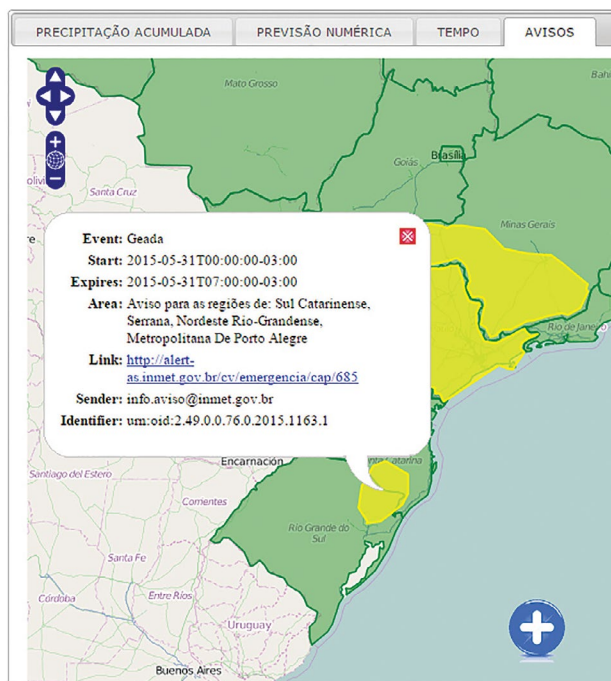 PRECIPITAÇÃO ACUMULADA
PREVISÃO NUMÉRICA
TEMPO
AVISOS
Mato Grosso
Bahi
Goiás
Brasília
Santa Cruz
Minas Gerais
Event: Geada
Start: 2015-05-31T00:00:00-03:00
Expires: 2015-05-31T07:00:00-03:00
Area: Aviso para as regiões de: Sul Catarinense,
Serrana, Nordeste Rio-Grandense,
Metropolitana De Porto Alegre
Link: http://alert-
as.inmet.gov.br/cv/emergencia/cap/685
Sender: info.aviso@inmet.gov.br
Identifier: urn:oid:2.49.0.0.76.0.2015.1163.1
Rio de Janeiro
Encarnación
Catarina
Santiago del Estero
Corrientes
Rio Grande do
Sul
Santa Fe
Córdoba
Entre Ríos
Uruguay
Buenos Aires